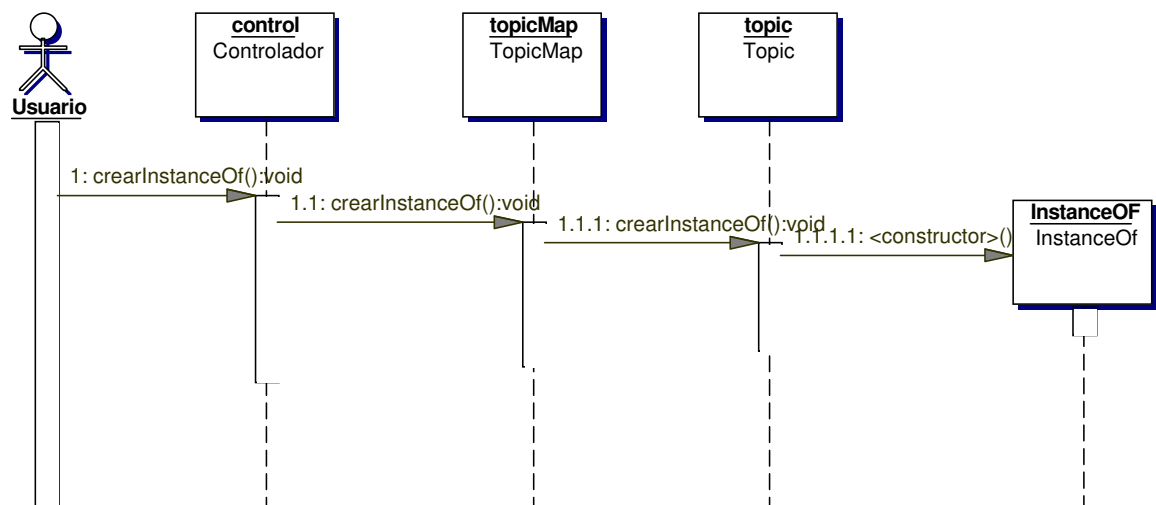 control
Controlador
topicMap
TopicMap
topic
Topic
Usuario
1: crearInstanceOf():void
1.1: crearInstanceOf():void
1.1.1: crearInstanceOf():void
1.1.1.1: <constructor>()
InstanceOF
InstanceOf